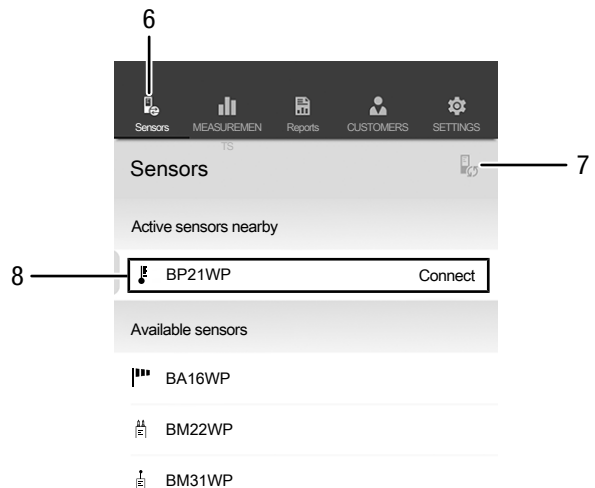 6
Sensors MEASUREMEN Reports CUSTOMERS SETTINGS
TS
Sensors 7
Active sensors nearby
8 BP21WP Connect
Available sensors
BA16WP
BM22WP
BM31WP